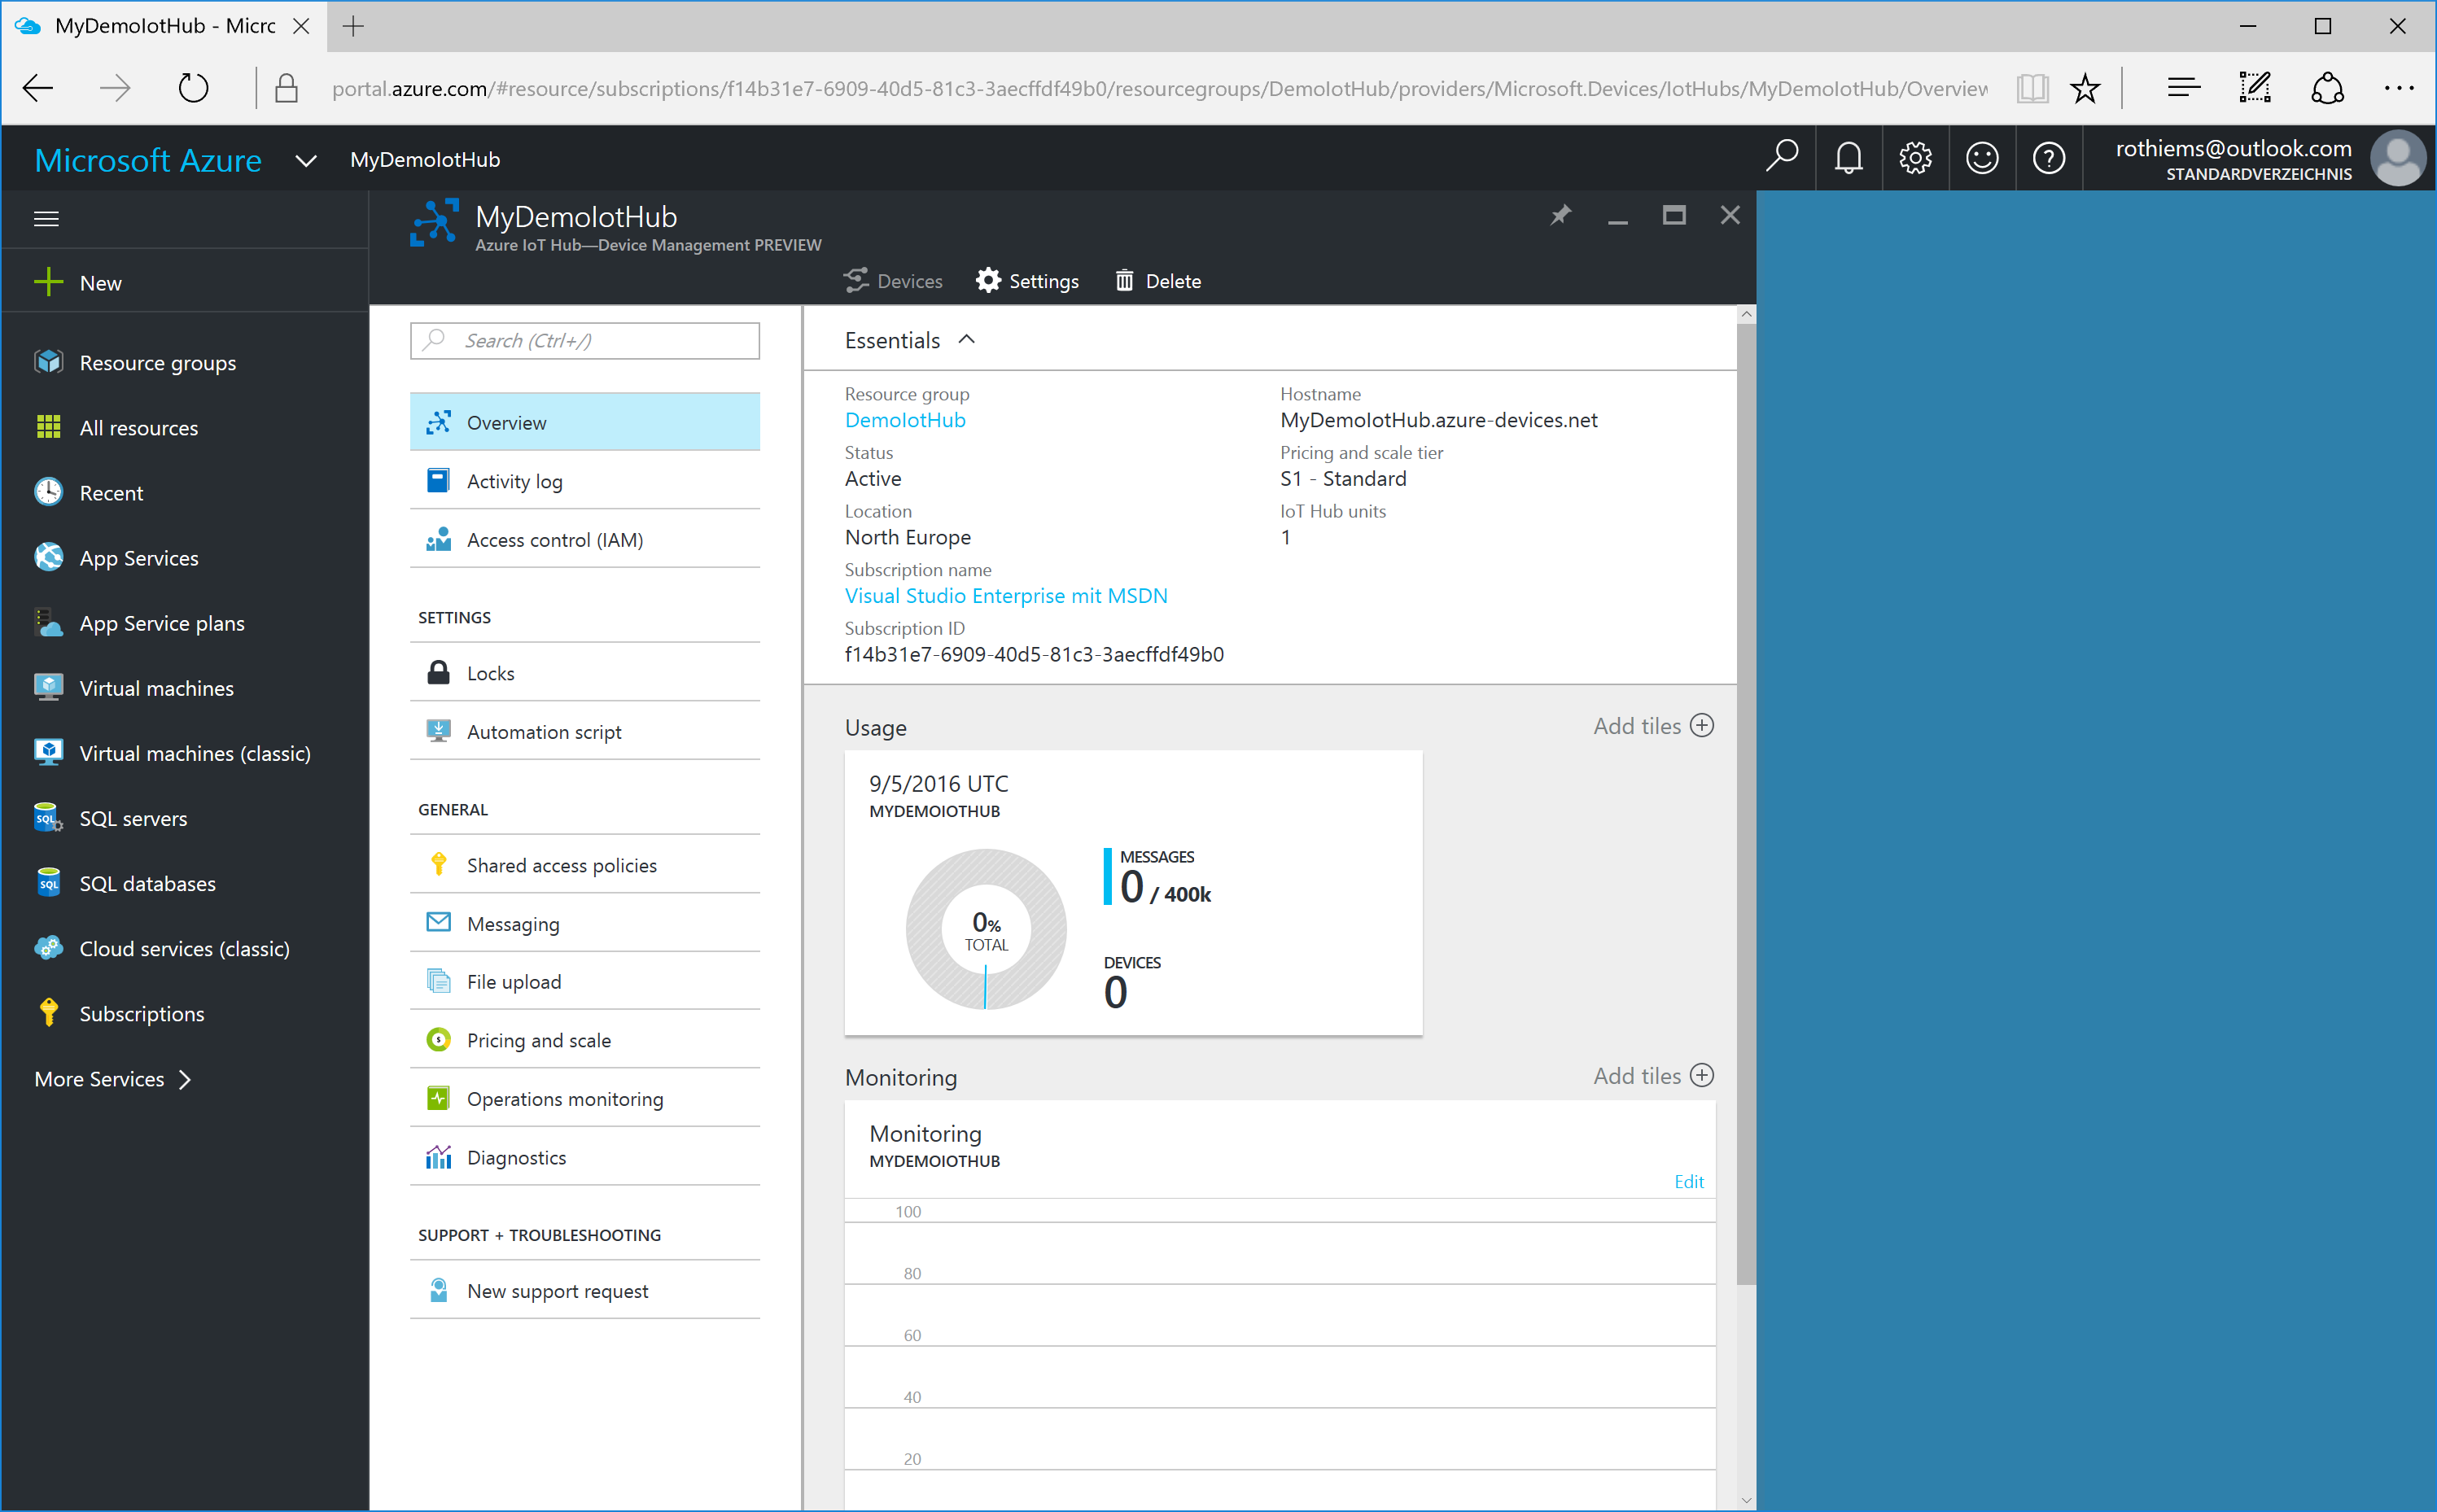 MyDemoIotHub - Micr
portal.azure.com/#resource/subscriptions/f14b31e7-6909-40d5-81c3-3aecffdf49b0/resourcegroups/DemoIotHub/providers/Microsoft.Devices/IotHubs/MyDemoIotHub/Overview
Microsoft Azure
MyDemoIotHub
rothiems@outlook.com
STANDARDVERZEICHNIS
New
Resource groups
All resources
Recent
App Services
App Service plans
Virtual machines
Virtual machines (classic)
SQL servers
SQL databases
Cloud services (classic)
Subscriptions
More Services
MyDemoIotHub
Azure IoT Hub—Device Management PREVIEW
Devices
Settings
Delete
Search (Ctrl+/)
Overview
Activity log
Access control (IAM)
SETTINGS
Locks
Automation script
GENERAL
Shared access policies
Messaging
File upload
Pricing and scale
Operations monitoring
Diagnostics
SUPPORT + TROUBLESHOOTING
New support request
Essentials
Resource group
DemoIotHub
Status
Active
Location
North Europe
Subscription name
Visual Studio Enterprise mit MSDN
Subscription ID
f14b31e7-6909-40d5-81c3-3aecffdf49b0
Hostname
MyDemoIotHub.azure-devices.net
Pricing and scale tier
S1 - Standard
IoT Hub units
1
Usage
Add tiles
9/5/2016 UTC
MYDEMOIOTHUB
0%
TOTAL
MESSAGES
0 / 400k
DEVICES
0
Monitoring
Add tiles
Monitoring
MYDEMOIOTHUB
Edit
100
80
60
40
20